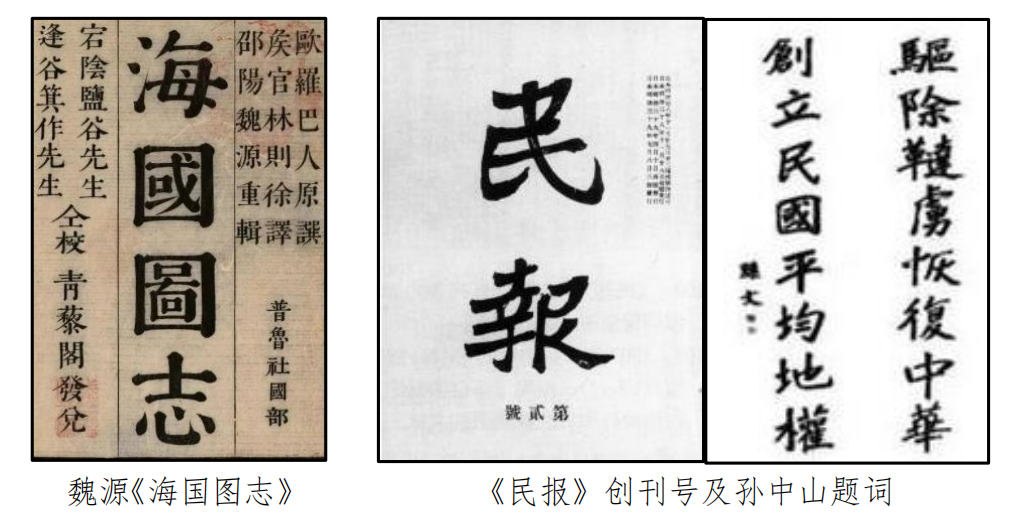 歐羅巴人原譔
矦官林則徐譯
邵陽魏源重輯
普魯社國部
海國圖志
宕陰鹽谷先生
逢谷箕作先生
仝校 靑藜閣發兌
民報
第貳號
驅除韃虜恢復中華
創立民國平均地權
孫文
魏源《海国图志》
《民报》创刊号及孙中山题词